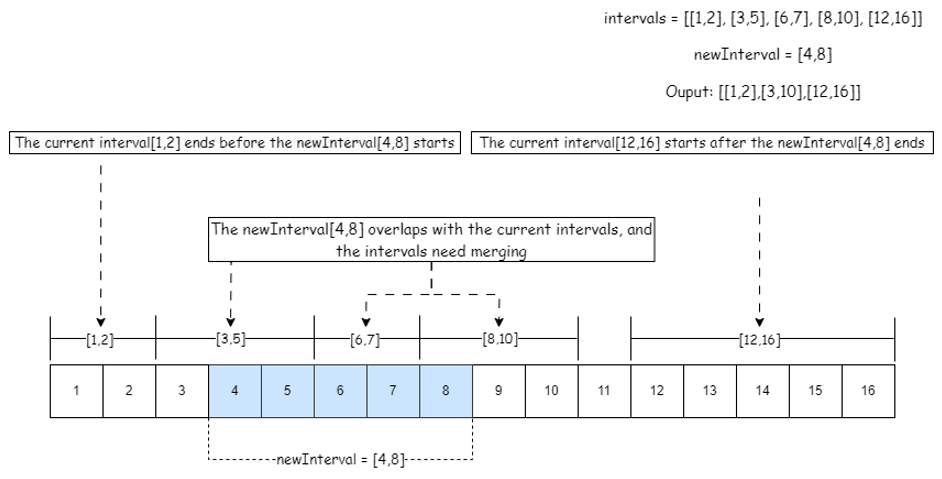 intervals = [[1,2], [3,5], [6,7], [8,10], [12,16]]
newInterval = [4,8]
Ouput: [[1,2],[3,10],[12,16]]
The current interval[1,2] ends before the newInterval[4,8] starts
The current interval[12,16] starts after the newInterval[4,8] ends
The newInterval[4,8] overlaps with the current intervals, and
the intervals need merging
[1,2] [3,5] [6,7] [8,10] [12,16]
1 2 3 4 5 6 7 8 9 10 11 12 13 14 15 16
newInterval = [4,8]